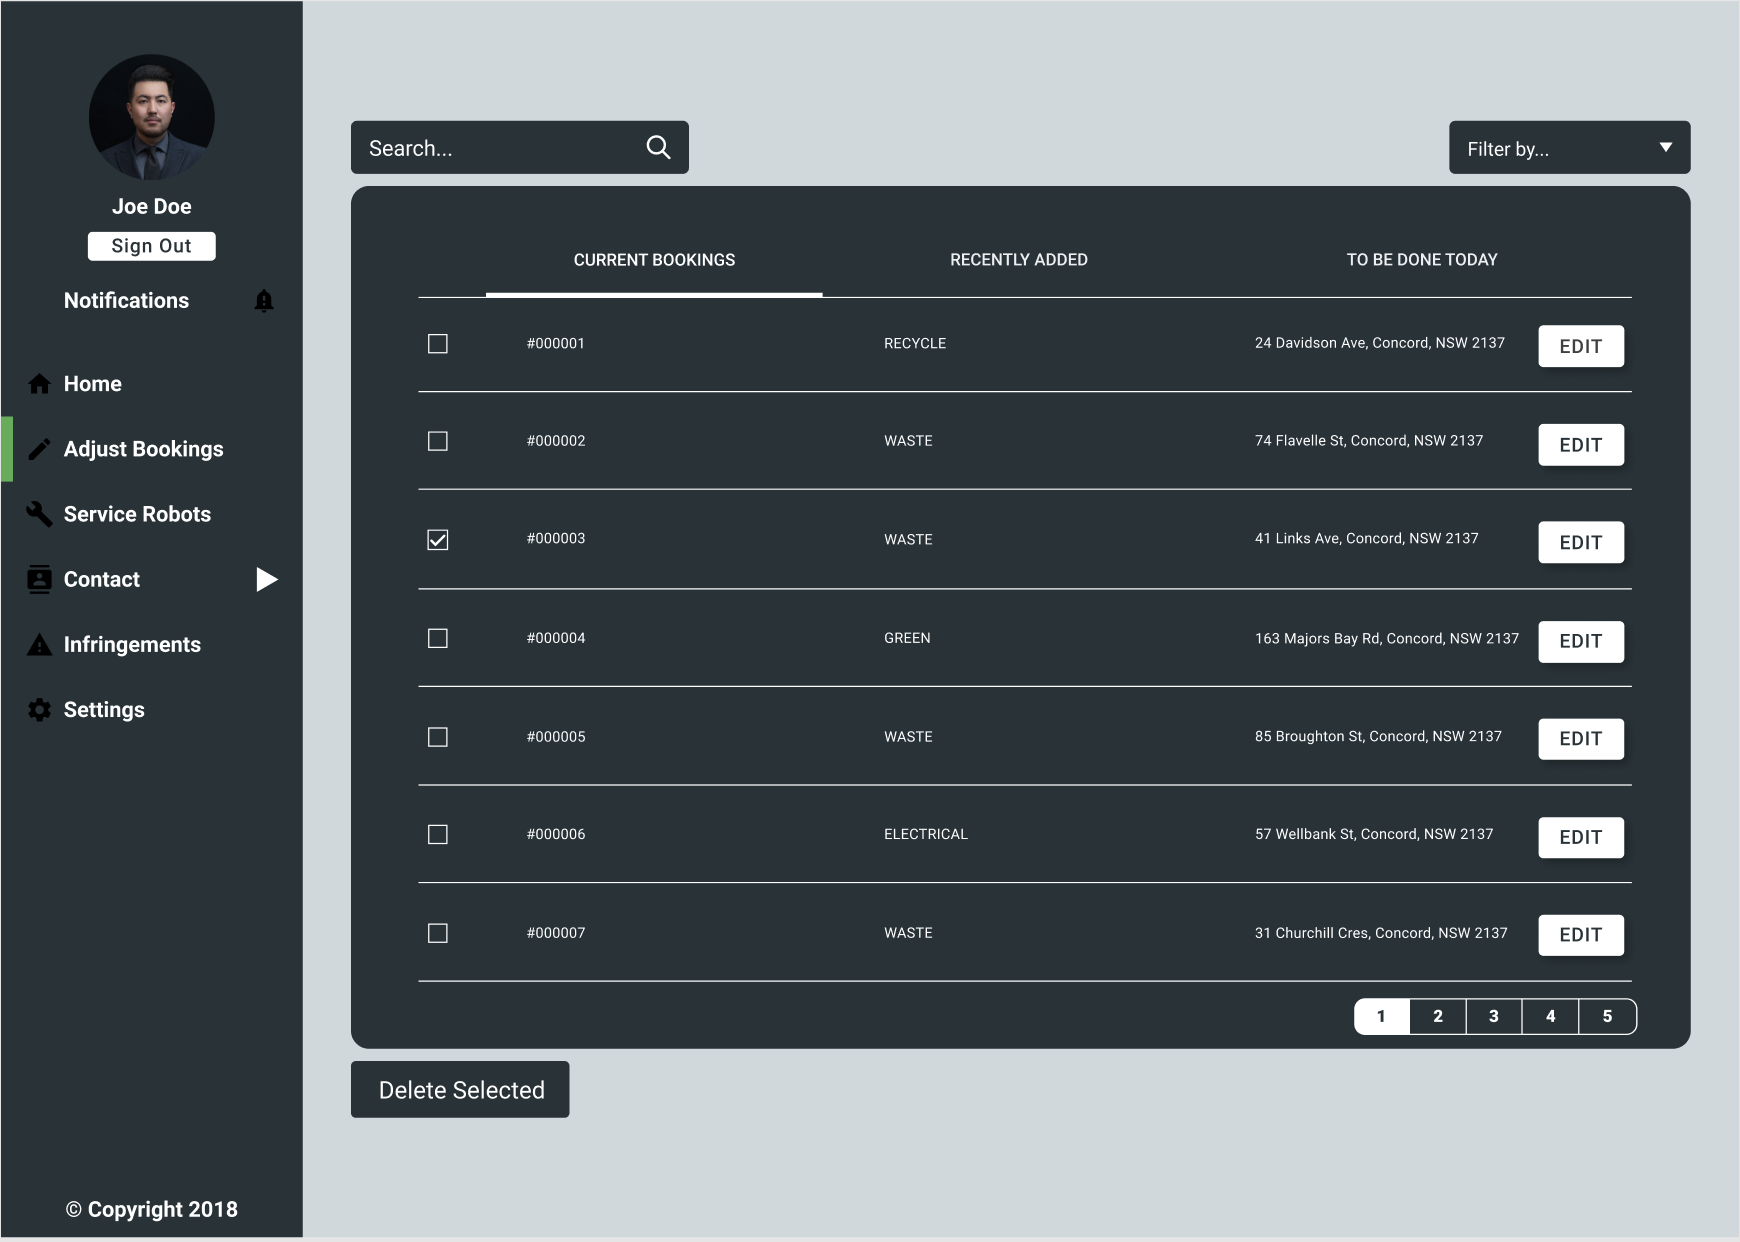 Joe Doe
Sign Out
Notifications
Home
Adjust Bookings
Service Robots
Contact
Infringements
Settings
© Copyright 2018
Search...
Filter by...
CURRENT BOOKINGS RECENTLY ADDED TO BE DONE TODAY
#000001 RECYCLE 24 Davidson Ave, Concord, NSW 2137 EDIT
#000002 WASTE 74 Flavelle St, Concord, NSW 2137 EDIT
#000003 WASTE 41 Links Ave, Concord, NSW 2137 EDIT
#000004 GREEN 163 Majors Bay Rd, Concord, NSW 2137 EDIT
#000005 WASTE 85 Broughton St, Concord, NSW 2137 EDIT
#000006 ELECTRICAL 57 Wellbank St, Concord, NSW 2137 EDIT
#000007 WASTE 31 Churchill Cres, Concord, NSW 2137 EDIT
1 2 3 4 5
Delete Selected